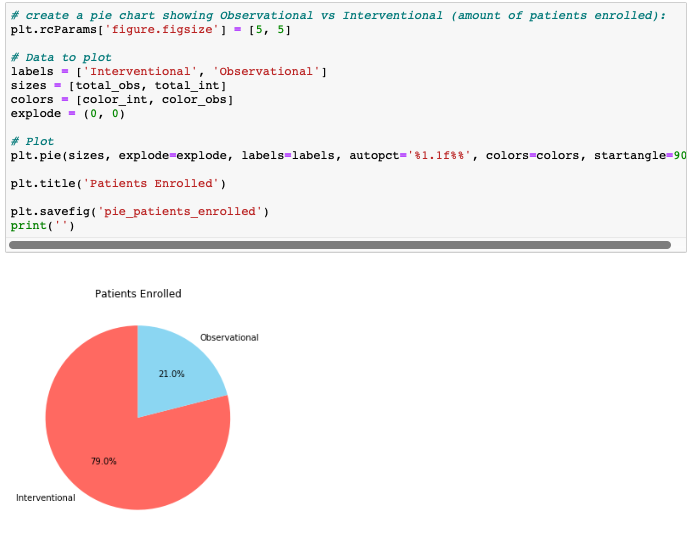 # create a pie chart showing Observational vs Interventional (amount of patients enrolled):
plt.rcParams['figure.figsize'] = [5, 5]
# Data to plot
labels = ['Interventional', 'Observational']
sizes = [total_obs, total_int]
colors = [color_int, color_obs]
explode = (0, 0)
# Plot
plt.pie(sizes, explode=explode, labels=labels, autopct='%1.1f%%', colors=colors, startangle=90
plt.title('Patients Enrolled')
plt.savefig('pie_patients_enrolled')
print('')
Patients Enrolled
Observational
21.0%
79.0%
Interventional